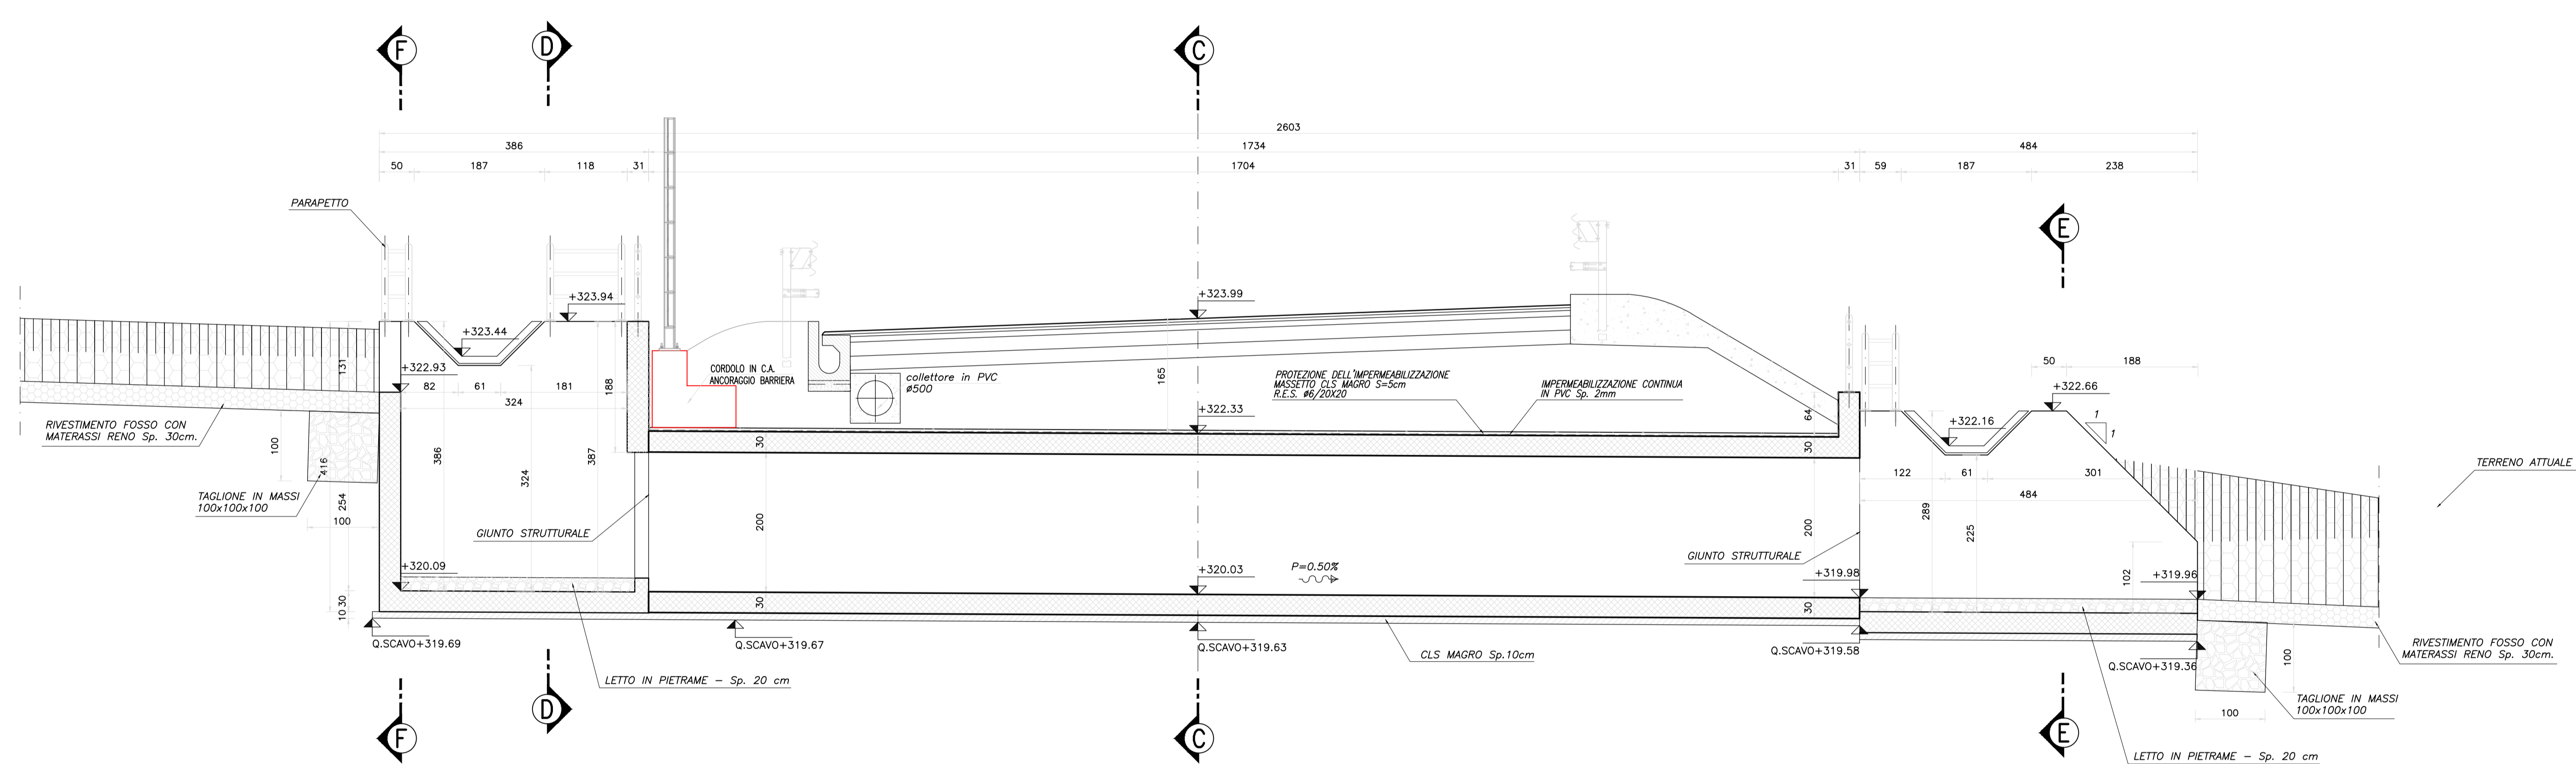 F
D
C
2603
386
1734
484
50
187
118
31
1704
31
59
187
238
PARAPETTO
E
+323.94
+323.99
+323.44
50
188
131
+322.93
82
61
181
324
188
CORDOLO IN C.A.
ANCORAGGIO BARRIERA
collettore in PVC
ø500
165
PROTEZIONE DELL'IMPERMEABILIZZAZIONE
MASSETTO CLS MAGRO S=5cm
R.E.S. ø6/20X20
IMPERMEABILIZZAZIONE CONTINUA
IN PVC Sp. 2mm
+322.33
64
+322.66
+322.16
1
1
RIVESTIMENTO FOSSO CON
MATERASSI RENO Sp. 30cm.
100
416
386
324
387
30
30
122
61
301
484
TERRENO ATTUALE
TAGLIONE IN MASSI
100x100x100
254
100
GIUNTO STRUTTURALE
200
200
289
225
GIUNTO STRUTTURALE
+320.09
+320.03
P=0.50%
+319.98
102
+319.96
30
10
30
30
Q.SCAVO+319.69
Q.SCAVO+319.67
Q.SCAVO+319.63
CLS MAGRO Sp.10cm
Q.SCAVO+319.58
Q.SCAVO+319.36
100
RIVESTIMENTO FOSSO CON
MATERASSI RENO Sp. 30cm.
LETTO IN PIETRAME - Sp. 20 cm
TAGLIONE IN MASSI
100x100x100
100
F
D
C
E
LETTO IN PIETRAME - Sp. 20 cm